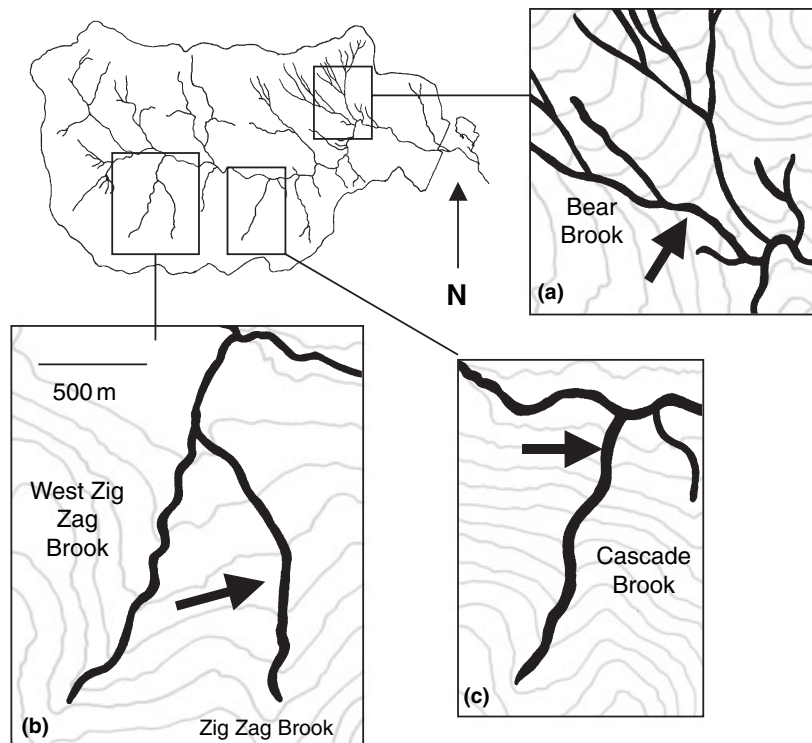 Bear
Brook
(a)
N
500 m
West Zig
Zag
Brook
(b)
Zig Zag Brook
Cascade
Brook
(c)